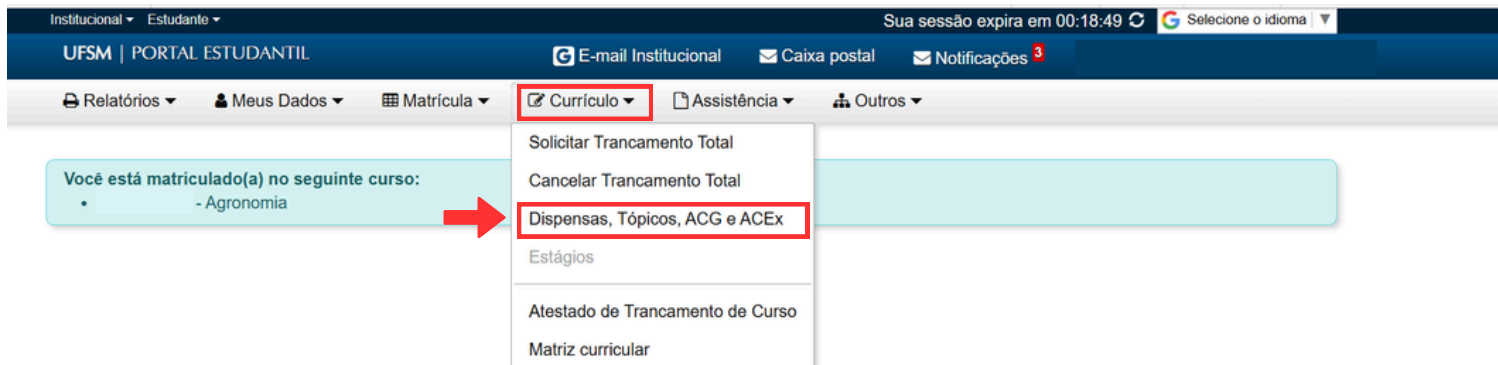 Institucional Estudante Sua sessão expira em 00:18:49 Selecione o idioma
UFSM | PORTAL ESTUDANTIL E-mail Institucional Caixa postal Notificações 3
Relatórios Meus Dados Matrícula Currículo Assistência Outros
Solicitar Trancamento Total
Você está matriculado(a) no seguinte curso:
Cancelar Trancamento Total
- Agronomia
Dispensas, Tópicos, ACG e ACEx
Estágios
Atestado de Trancamento de Curso
Matriz curricular